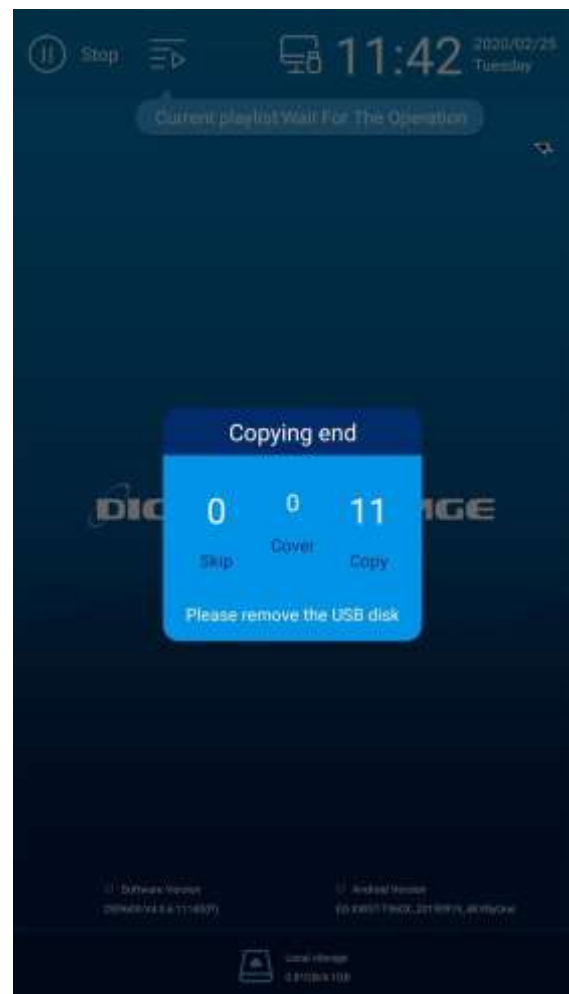 Stop
11:42
2020/02/25
Tuesday
Current playlist Wait For The Operation
Copying end
0
0
11
Skip
Cover
Copy
Please remove the USB disk
Software Version
Android Version
Local storage